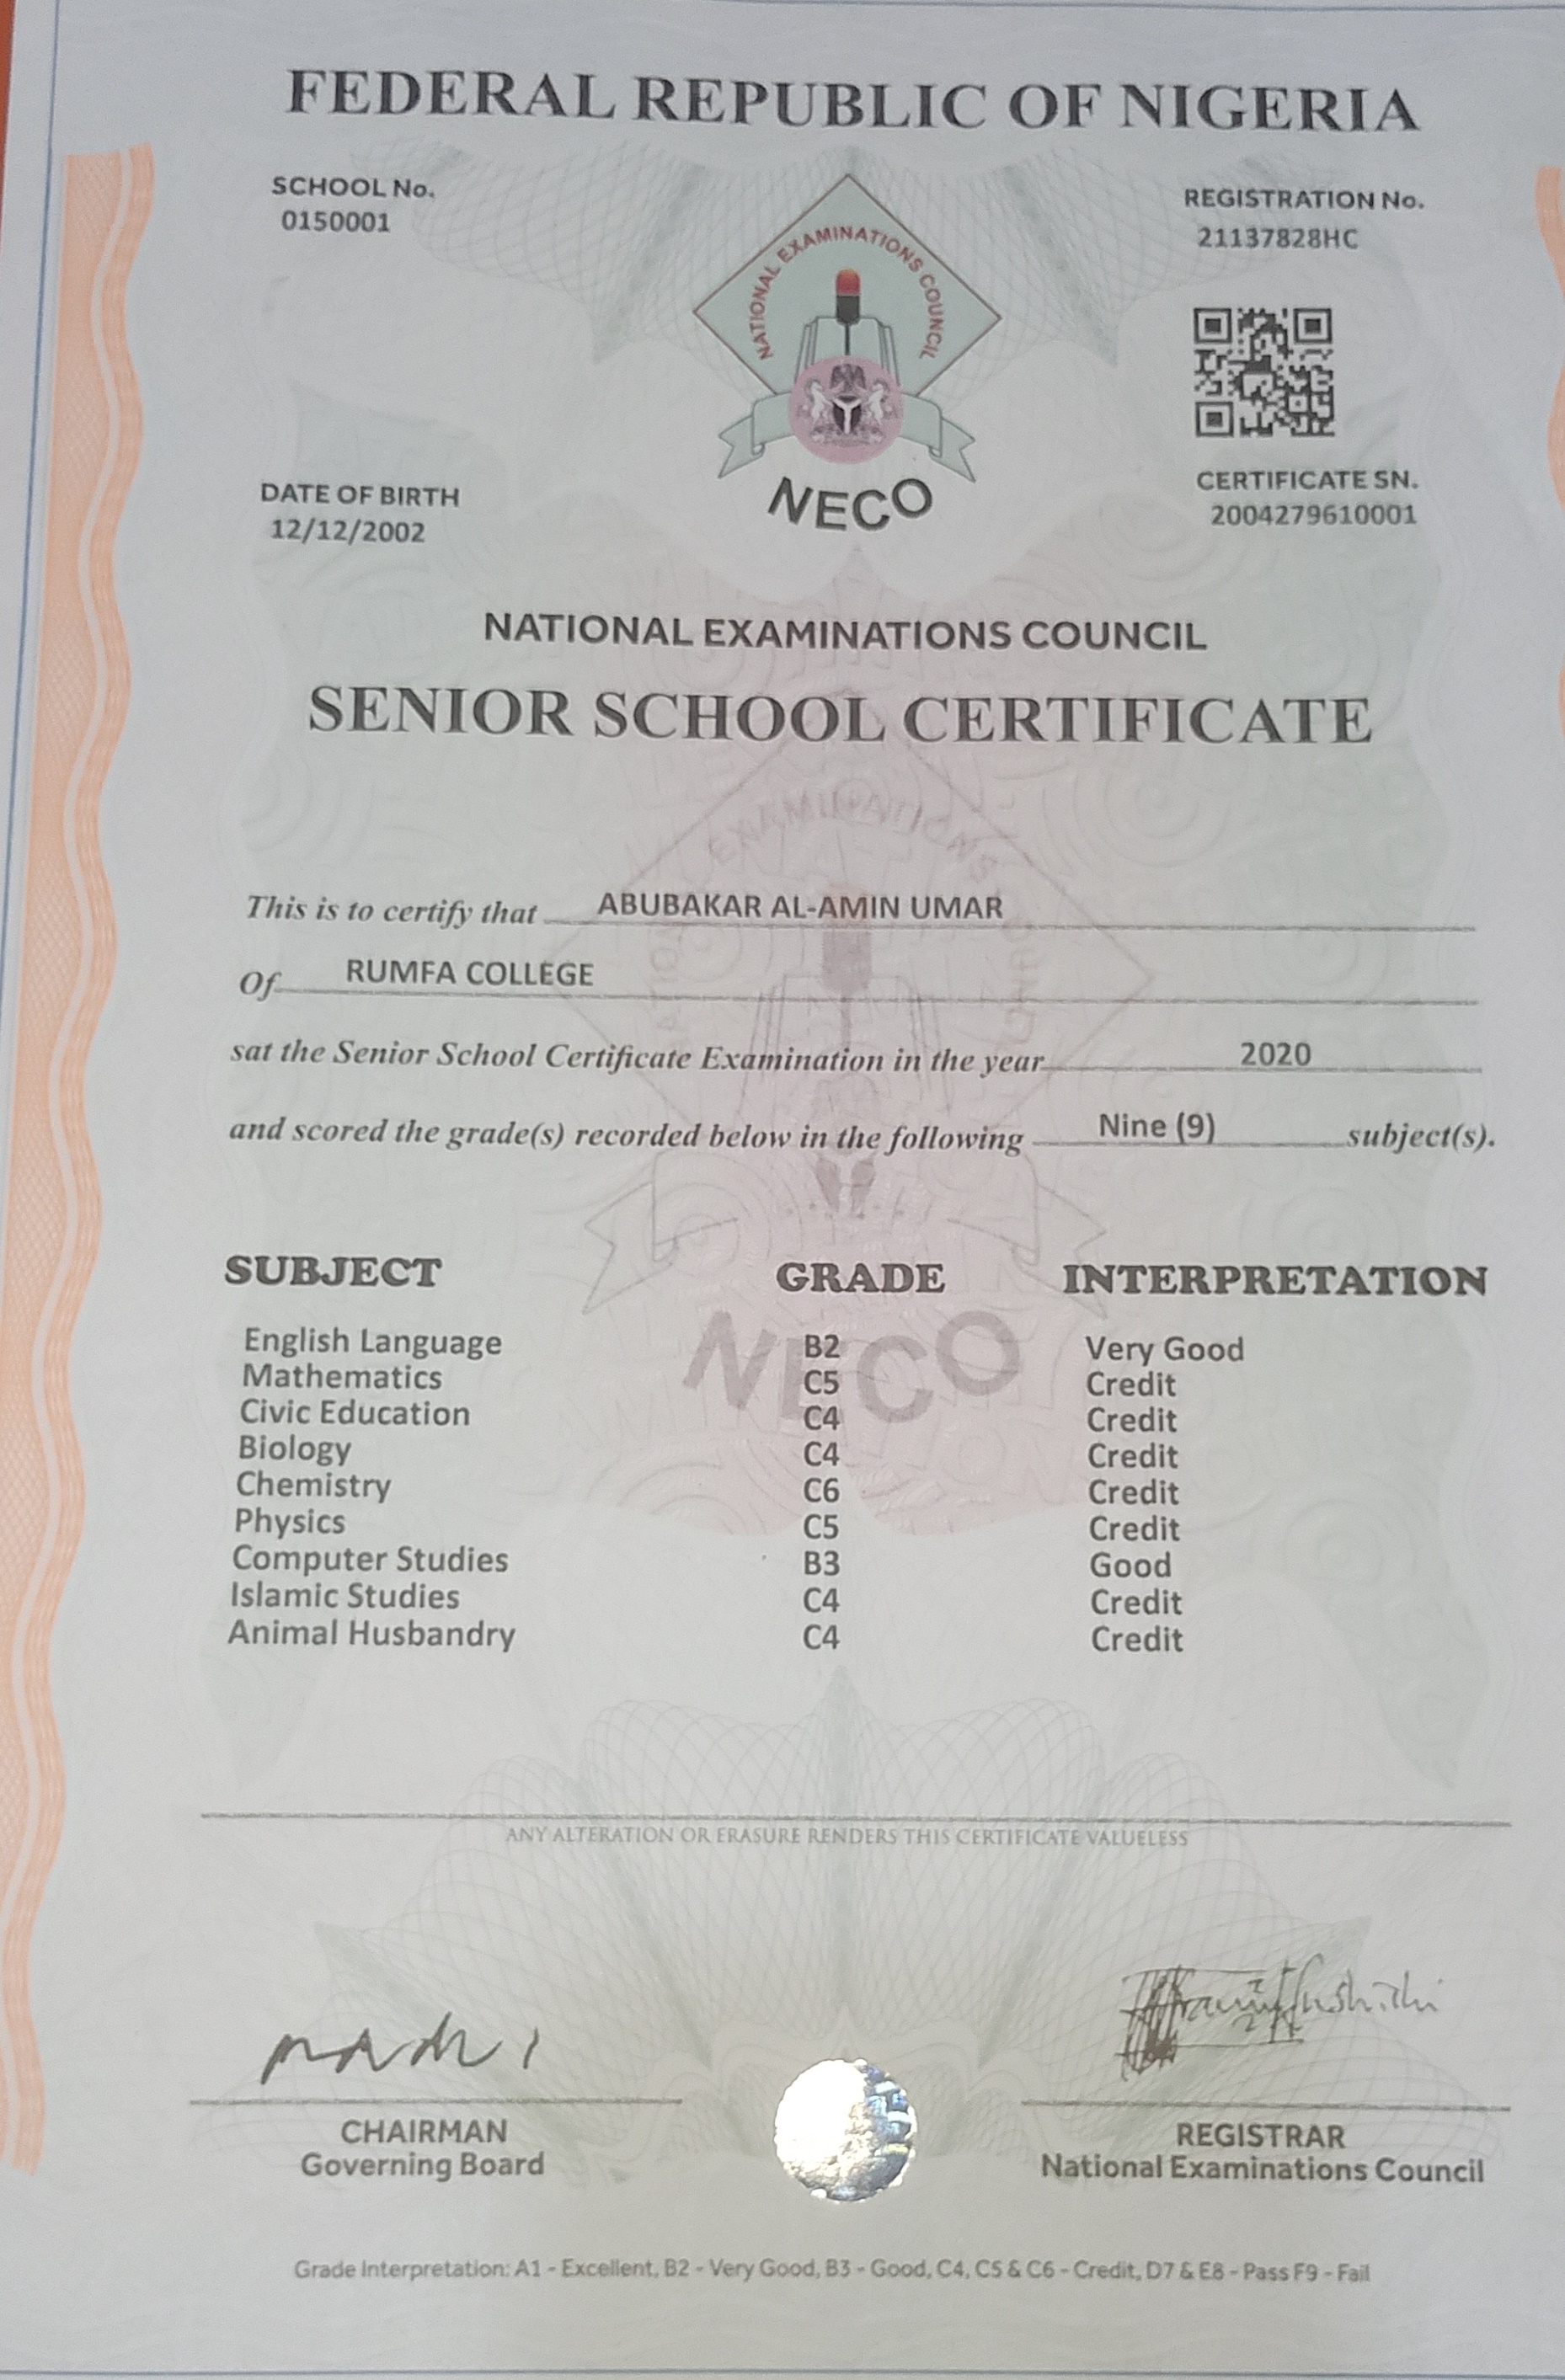 FEDERAL REPUBLIC OF NIGERIA
SCHOOL No.
0150001
REGISTRATION No.
21137828HC
NATIONAL EXAMINATIONS COUNCIL
NECO
DATE OF BIRTH
12/12/2002
CERTIFICATE SN.
2004279610001
NATIONAL EXAMINATIONS COUNCIL
SENIOR SCHOOL CERTIFICATE
This is to certify that ABUBAKAR AL-AMIN UMAR
Of RUMFA COLLEGE
sat the Senior School Certificate Examination in the year 2020
and scored the grade(s) recorded below in the following Nine (9) subject(s).
SUBJECT GRADE INTERPRETATION
English Language B2 Very Good
Mathematics C5 Credit
Civic Education C4 Credit
Biology C4 Credit
Chemistry C6 Credit
Physics C5 Credit
Computer Studies B3 Good
Islamic Studies C4 Credit
Animal Husbandry C4 Credit
NECO
ANY ALTERATION OR ERASURE RENDERS THIS CERTIFICATE VALUELESS
CHAIRMAN
Governing Board
REGISTRAR
National Examinations Council
Grade Interpretation: A1 - Excellent, B2 - Very Good, B3 - Good, C4, C5 & C6 - Credit, D7 & E8 - Pass F9 - Fail